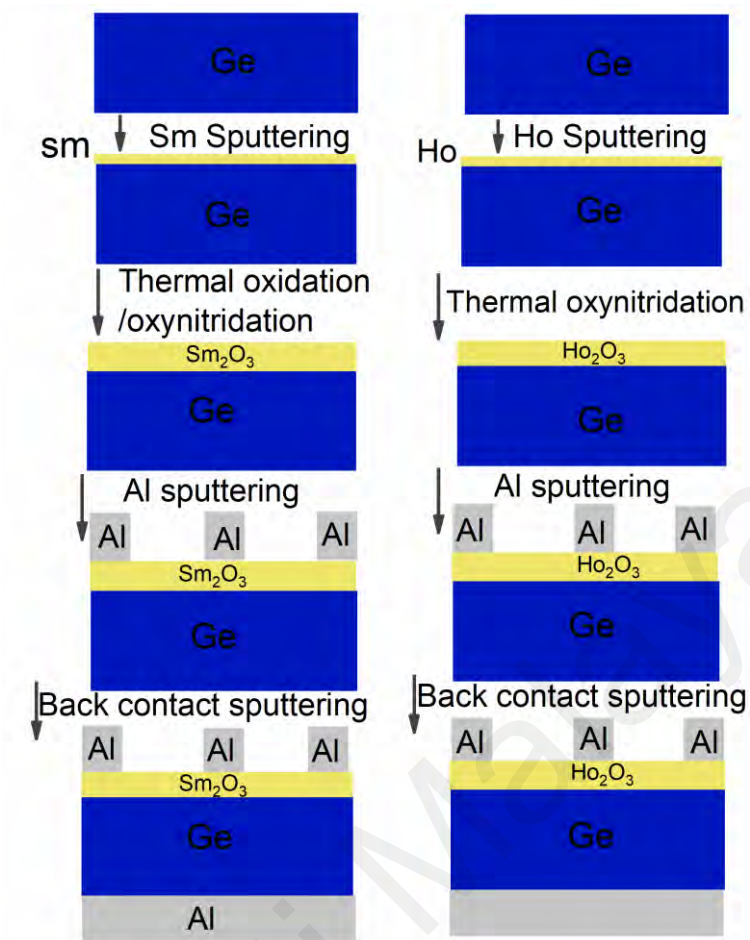 Ge
Sm Sputtering
sm
Ge
Thermal oxidation
/oxynitridation
Sm₂O₃
Ge
Al sputtering
Al Al Al
Sm₂O₃
Ge
Back contact sputtering
Al Al Al
Sm₂O₃
Ge
Al
Ge
Ho Sputtering
Ho
Ge
Thermal oxynitridation
Ho₂O₃
Ge
Al sputtering
Al Al Al
Ho₂O₃
Ge
Back contact sputtering
Al Al Al
Ho₂O₃
Ge